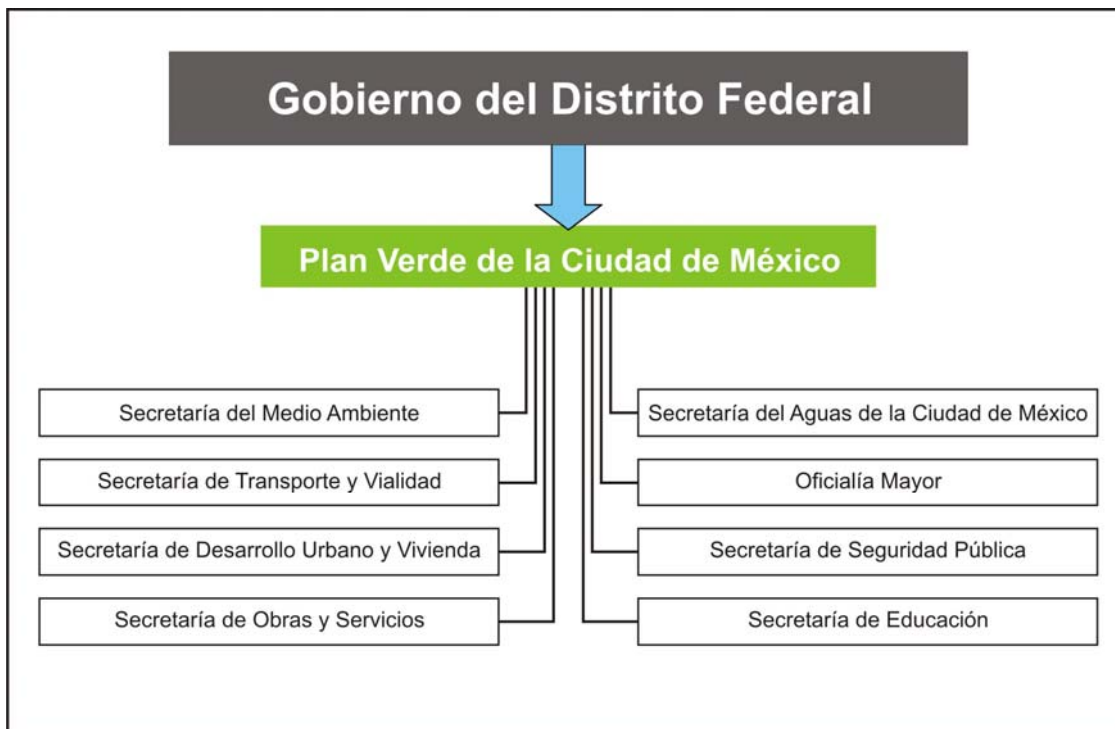 Gobierno del Distrito Federal
Plan Verde de la Ciudad de México
Secretaría del Medio Ambiente
Secretaría de Transporte y Vialidad
Secretaría de Desarrollo Urbano y Vivienda
Secretaría de Obras y Servicios
Secretaría del Aguas de la Ciudad de México
Oficialía Mayor
Secretaría de Seguridad Pública
Secretaría de Educación